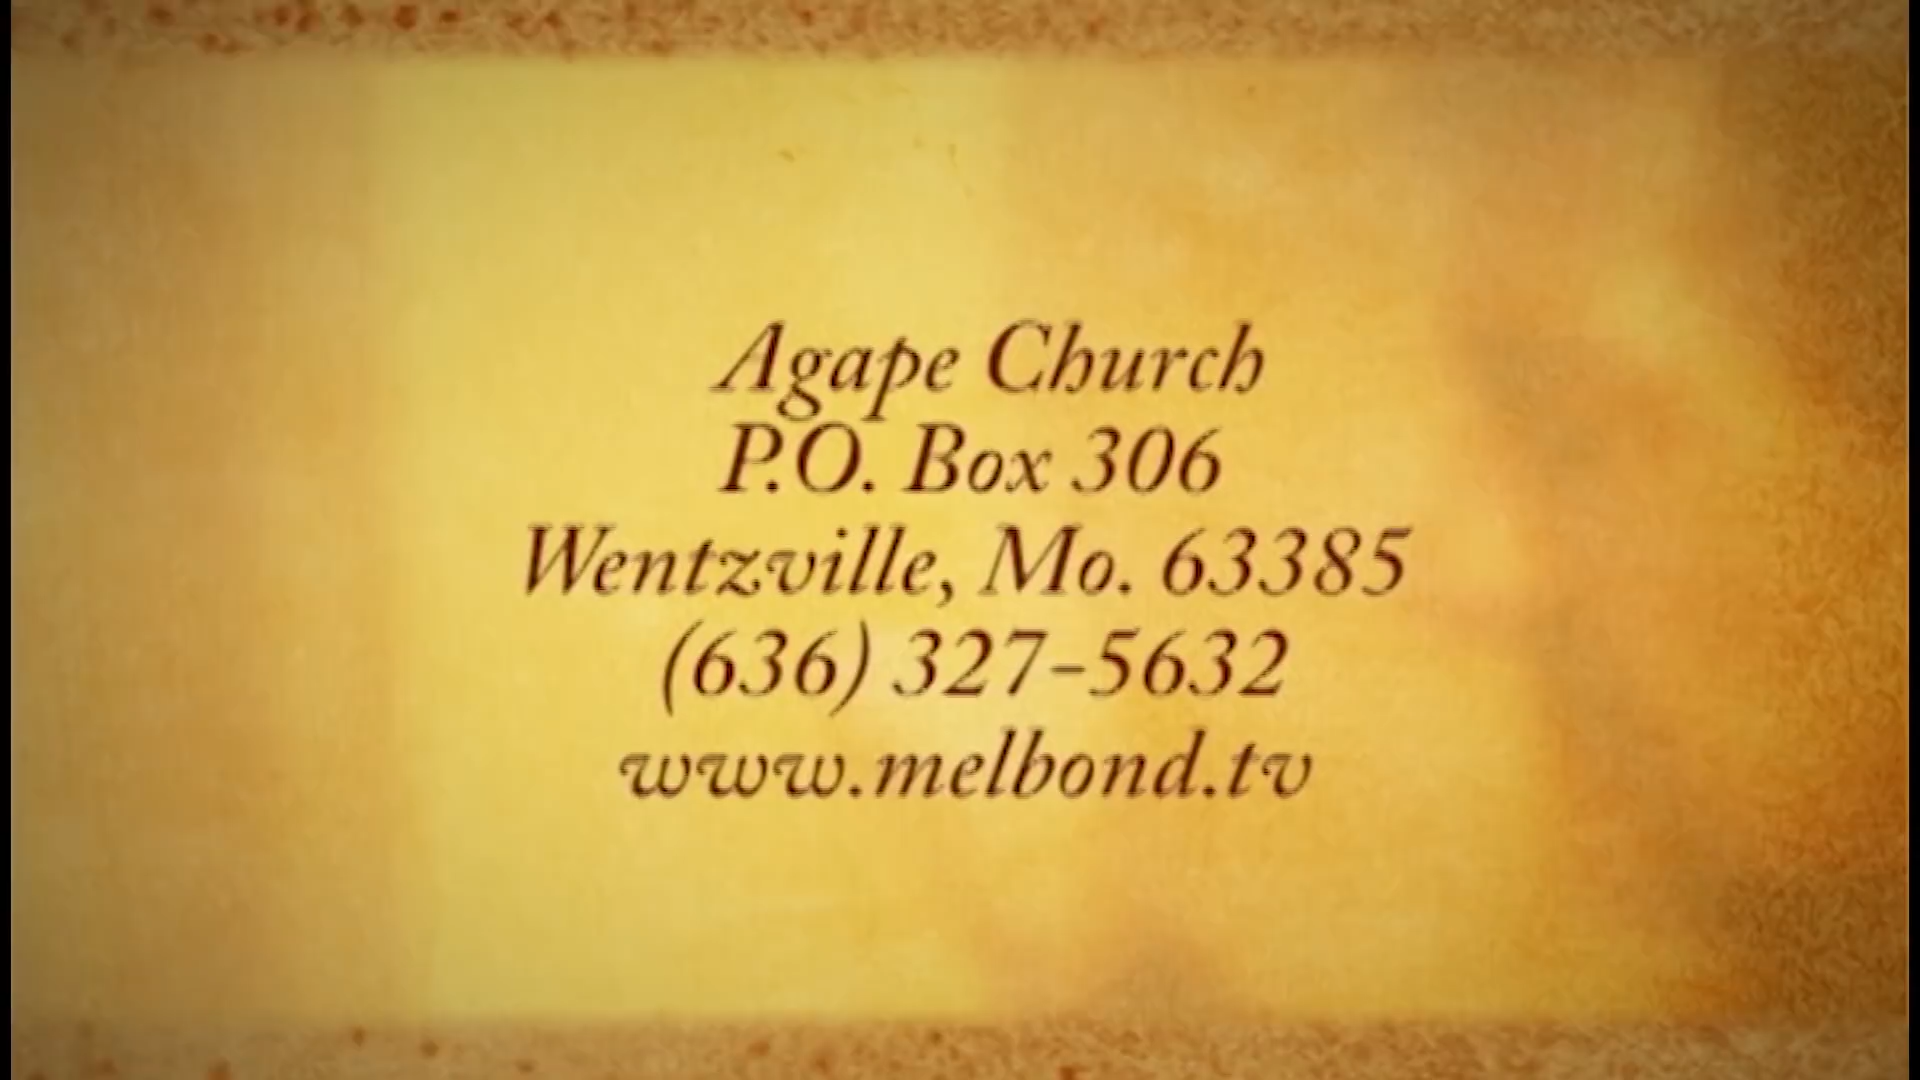 Agape Church
P.O. Box 306
Wentzville, Mo. 63385
(636) 327-5632
www.melbond.tv